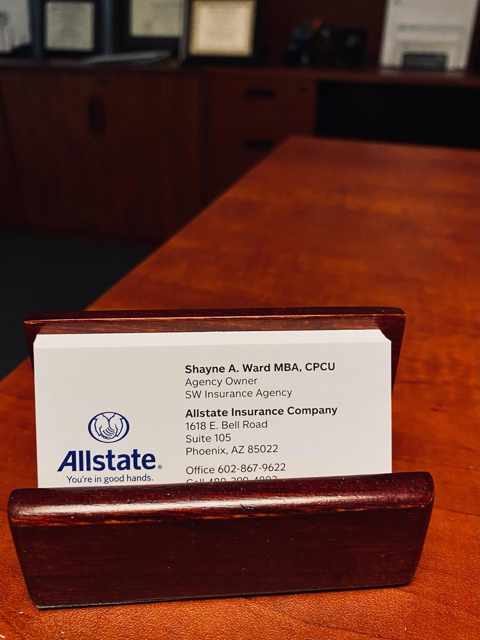 Shayne A. Ward MBA, CPCU
Agency Owner
SW Insurance Agency
Allstate Insurance Company
1618 E. Bell Road
Suite 105
Phoenix, AZ 85022
Office 602-867-9622
Allstate®
You're in good hands.